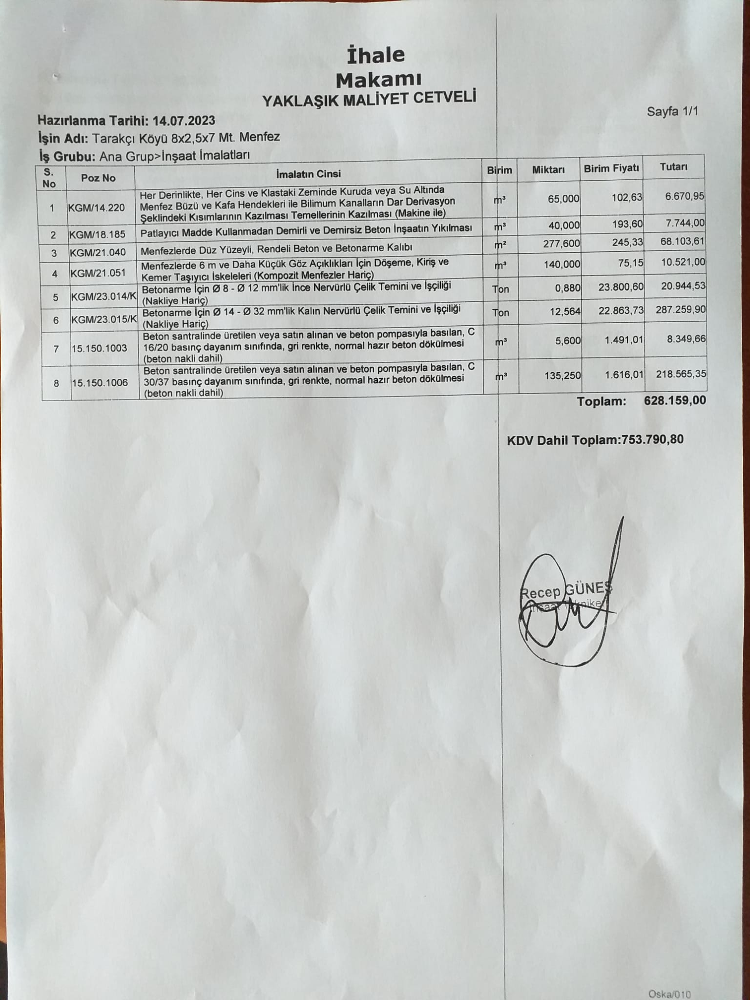 İhale
Makamı
YAKLAŞIK MALİYET CETVELİ
Sayfa 1/1
Hazırlanma Tarihi: 14.07.2023
İşin Adı: Tarakçı Köyü 8x2,5x7 Mt. Menfez
İş Grubu: Ana Grup>İnşaat İmalatları
S. No Poz No İmalatın Cinsi Birim Miktarı Birim Fiyatı Tutarı
1 KGM/14.220 Her Derinlikte, Her Cins ve Klastaki Zeminde Kuruda veya Su Altında
Menfez Büzü ve Kafa Hendekleri ile Bilimum Kanalların Dar Derivasyon
Şeklindeki Kısımlarının Kazılması Temellerinin Kazılması (Makine ile) m³ 65,000 102,63 6.670,95
2 KGM/18.185 Patlayıcı Madde Kullanmadan Demirli ve Demirsiz Beton İnşaatın Yıkılması m³ 40,000 193,60 7.744,00
3 KGM/21.040 Menfezlerde Düz Yüzeyli, Rendeli Beton ve Betonarme Kalıbı m² 277,600 245,33 68.103,61
4 KGM/21.051 Menfezlerde 6 m ve Daha Küçük Göz Açıklıkları İçin Döşeme, Kiriş ve
Kemer Taşıyıcı İskeleleri (Kompozit Menfezler Hariç) m³ 140,000 75,15 10.521,00
5 KGM/23.014/K Betonarme İçin Ø 8 - Ø 12 mm'lik İnce Nervürlü Çelik Temini ve İşçiliği
(Nakliye Hariç) Ton 0,880 23.800,60 20.944,53
6 KGM/23.015/K Betonarme İçin Ø 14 - Ø 32 mm'lik Kalın Nervürlü Çelik Temini ve İşçiliği
(Nakliye Hariç) Ton 12,564 22.863,73 287.259,90
7 15.150.1003 Beton santralinde üretilen veya satın alınan ve beton pompasıyla basılan, C
16/20 basınç dayanım sınıfında, gri renkte, normal hazır beton dökülmesi
(beton nakli dahil) m³ 5,600 1.491,01 8.349,66
8 15.150.1006 Beton santralinde üretilen veya satın alınan ve beton pompasıyla basılan, C
30/37 basınç dayanım sınıfında, gri renkte, normal hazır beton dökülmesi
(beton nakli dahil) m³ 135,250 1.616,01 218.565,35
Toplam: 628.159,00
KDV Dahil Toplam:753.790,80
Recep GÜNEŞ
İnşaat Teknikeri
Oska/010